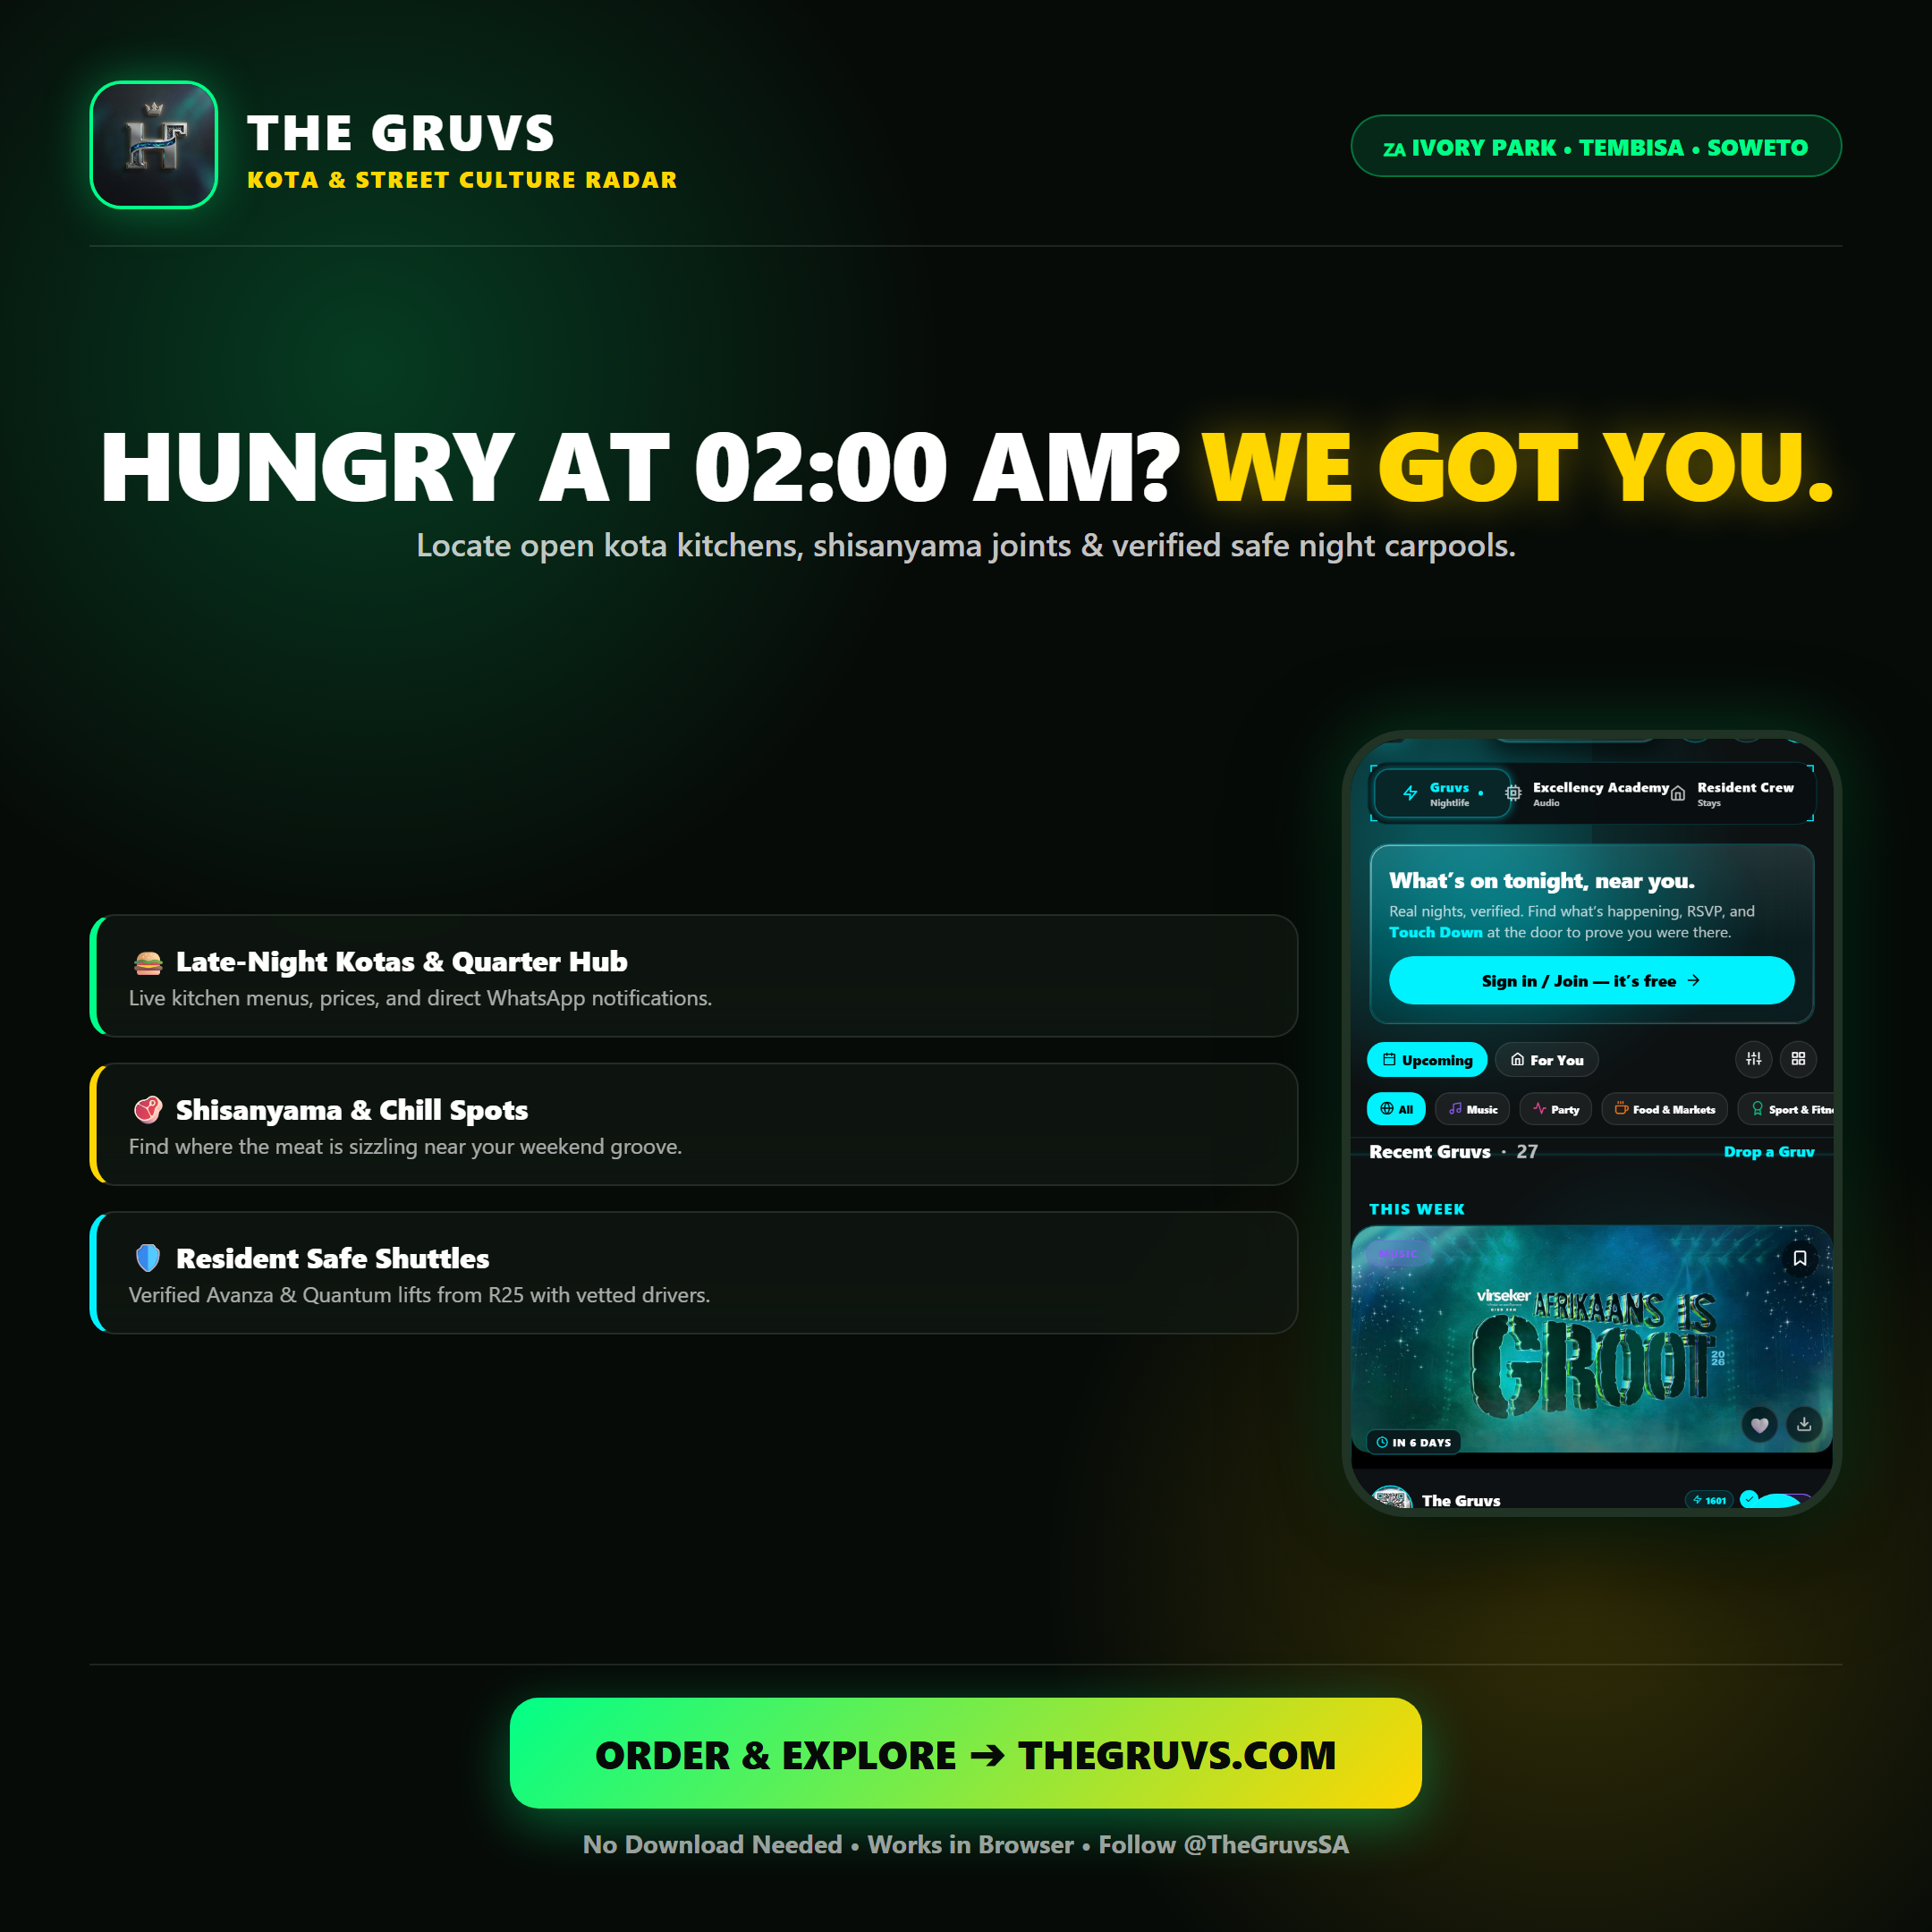 THE GRUVS
KOTA & STREET CULTURE RADAR
ZA IVORY PARK • TEMBISA • SOWETO
HUNGRY AT 02:00 AM? WE GOT YOU.
Locate open kota kitchens, shisanyama joints & verified safe night carpools.
🍔 Late-Night Kotas & Quarter Hub
Live kitchen menus, prices, and direct WhatsApp notifications.
🥩 Shisanyama & Chill Spots
Find where the meat is sizzling near your weekend groove.
🛡️ Resident Safe Shuttles
Verified Avanza & Quantum lifts from R25 with vetted drivers.
Gruvs • Excellency Academy Resident Crew
Nightlife Audio Stays
What's on tonight, near you.
Real nights, verified. Find what's happening, RSVP, and
Touch Down at the door to prove you were there.
Sign in / Join — it's free →
Upcoming For You
All Music Party Food & Markets Sport & Fitn
Recent Gruvs · 27 Drop a Gruv
THIS WEEK
MUSIC
virseker AFRIKAANS IS
GROOT
20
26
IN 6 DAYS
The Gruvs 1601
ORDER & EXPLORE ➔ THEGRUVS.COM
No Download Needed • Works in Browser • Follow @TheGruvsSA